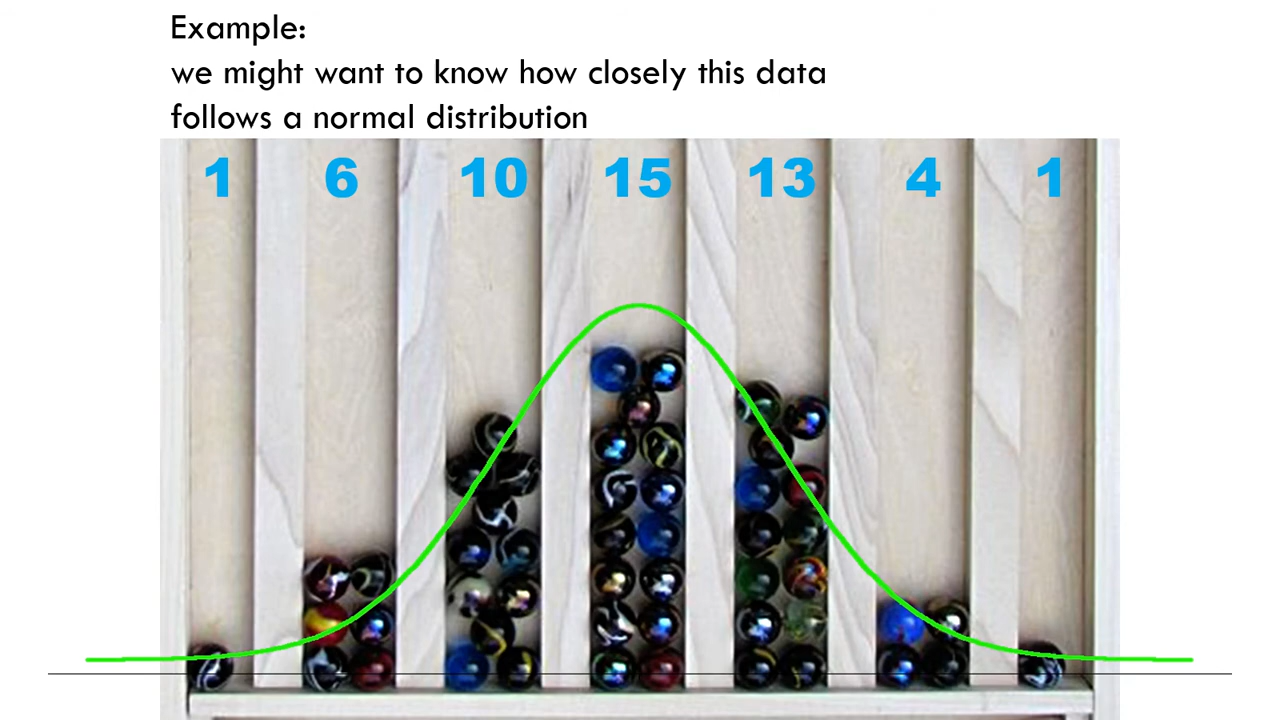 Example:
we might want to know how closely this data
follows a normal distribution
1 6 10 15 13 4 1